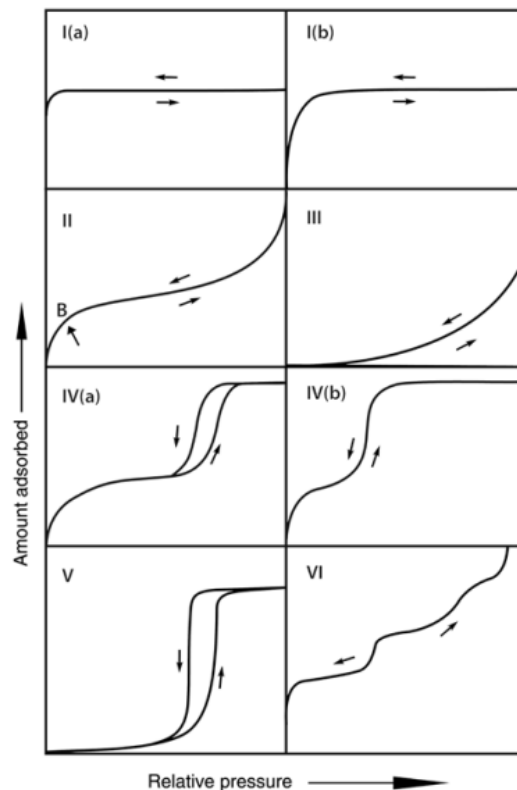 I(a)
I(b)
II
III
B
IV(a)
IV(b)
V
VI
Amount adsorbed
Relative pressure